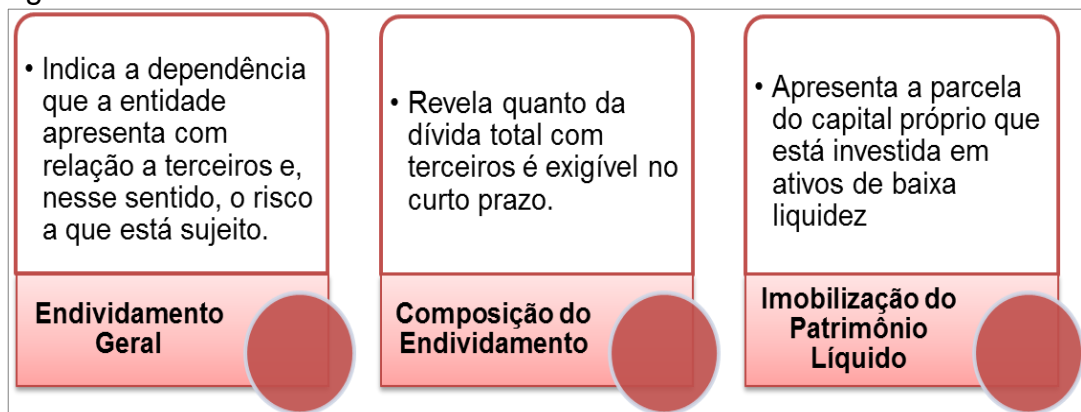 • Indica a dependência
que a entidade
apresenta com
relação a terceiros e,
nesse sentido, o risco
a que está sujeito.
Endividamento
Geral
• Revela quanto da
dívida total com
terceiros é exigível no
curto prazo.
Composição do
Endividamento
• Apresenta a parcela
do capital próprio que
está investida em
ativos de baixa
liquidez
Imobilização do
Patrimônio
Líquido